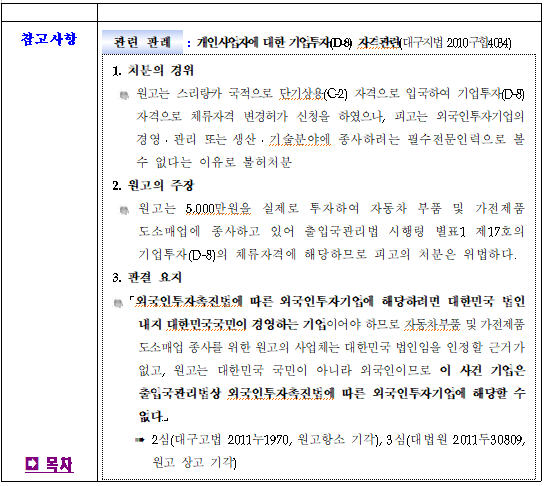 참고사항
관련 판례 : 개인사업자에 대한 기업투자(D-8) 자격관련(대구지법 2010구합4034)
1. 처분의 경위
원고는 스리랑카 국적으로 단기상용(C-2) 자격으로 입국하여 기업투자(D-8)
자격으로 체류자격 변경허가 신청을 하였으나, 피고는 외국인투자기업의
경영·관리 또는 생산·기술분야에 종사하려는 필수전문인력으로 볼
수 없다는 이유로 불허처분
2. 원고의 주장
원고는 5,000만원을 실제로 투자하여 자동차 부품 및 가전제품
도소매업에 종사하고 있어 출입국관리법 시행령 별표1 제17호의
기업투자(D-8)의 체류자격에 해당하므로 피고의 처분은 위법하다.
3. 판결 요지
「외국인투자촉진법에 따른 외국인투자기업에 해당하려면 대한민국 법인
내지 대한민국국민이 경영하는 기업이어야 하므로 자동차부품 및 가전제품
도소매업 종사를 위한 원고의 사업체는 대한민국 법인임을 인정할 근거가
없고, 원고는 대한민국 국민이 아니라 외국인이므로 이 사건 기업은
출입국관리법상 외국인투자촉진법에 따른 외국인투자기업에 해당할 수
없다」
➡ 2심(대구고법 2011누1970, 원고항소 기각), 3심(대법원 2011두30809,
원고 상고 기각)
목차